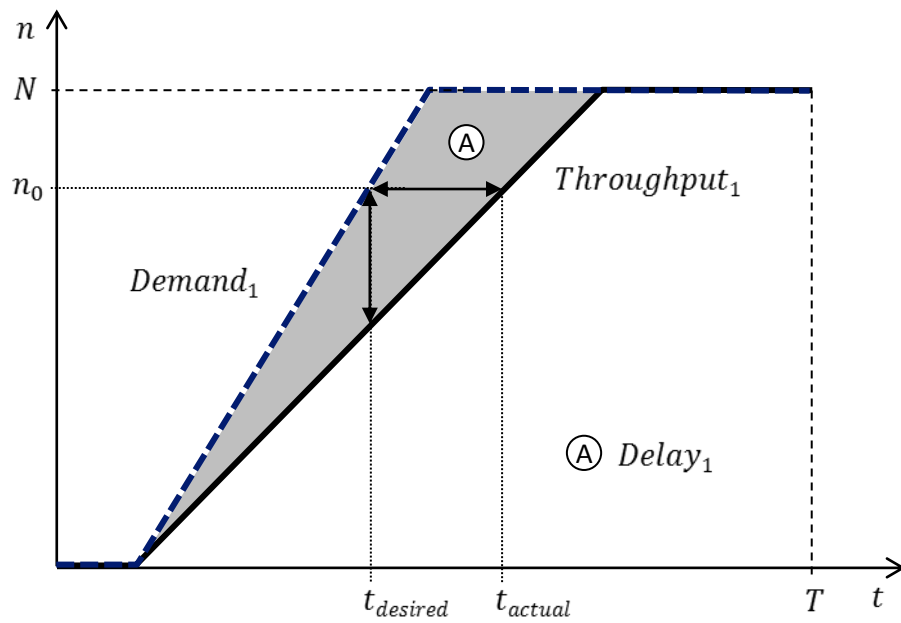 n
N
A
n₀
Throughput₁
Demand₁
A Delay₁
t_desired
t_actual
T
t